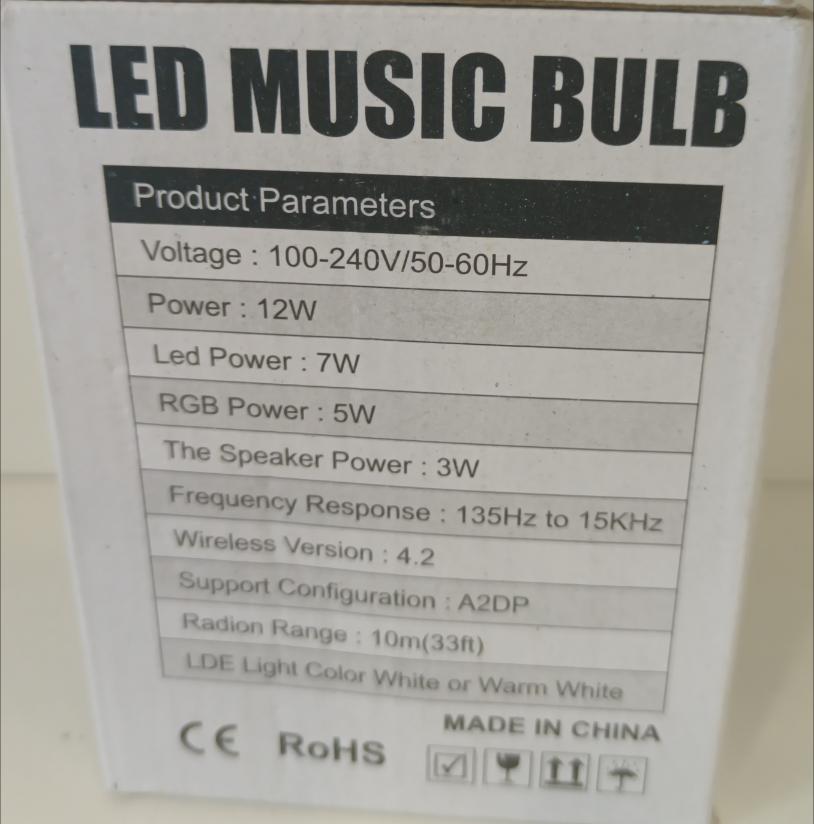 LED MUSIC BULB
Product Parameters
Voltage : 100-240V/50-60Hz
Power : 12W
Led Power : 7W
RGB Power : 5W
The Speaker Power : 3W
Frequency Response : 135Hz to 15KHz
Wireless Version : 4.2
Support Configuration : A2DP
Radion Range : 10m(33ft)
LDE Light Color White or Warm White
CE RoHS
MADE IN CHINA